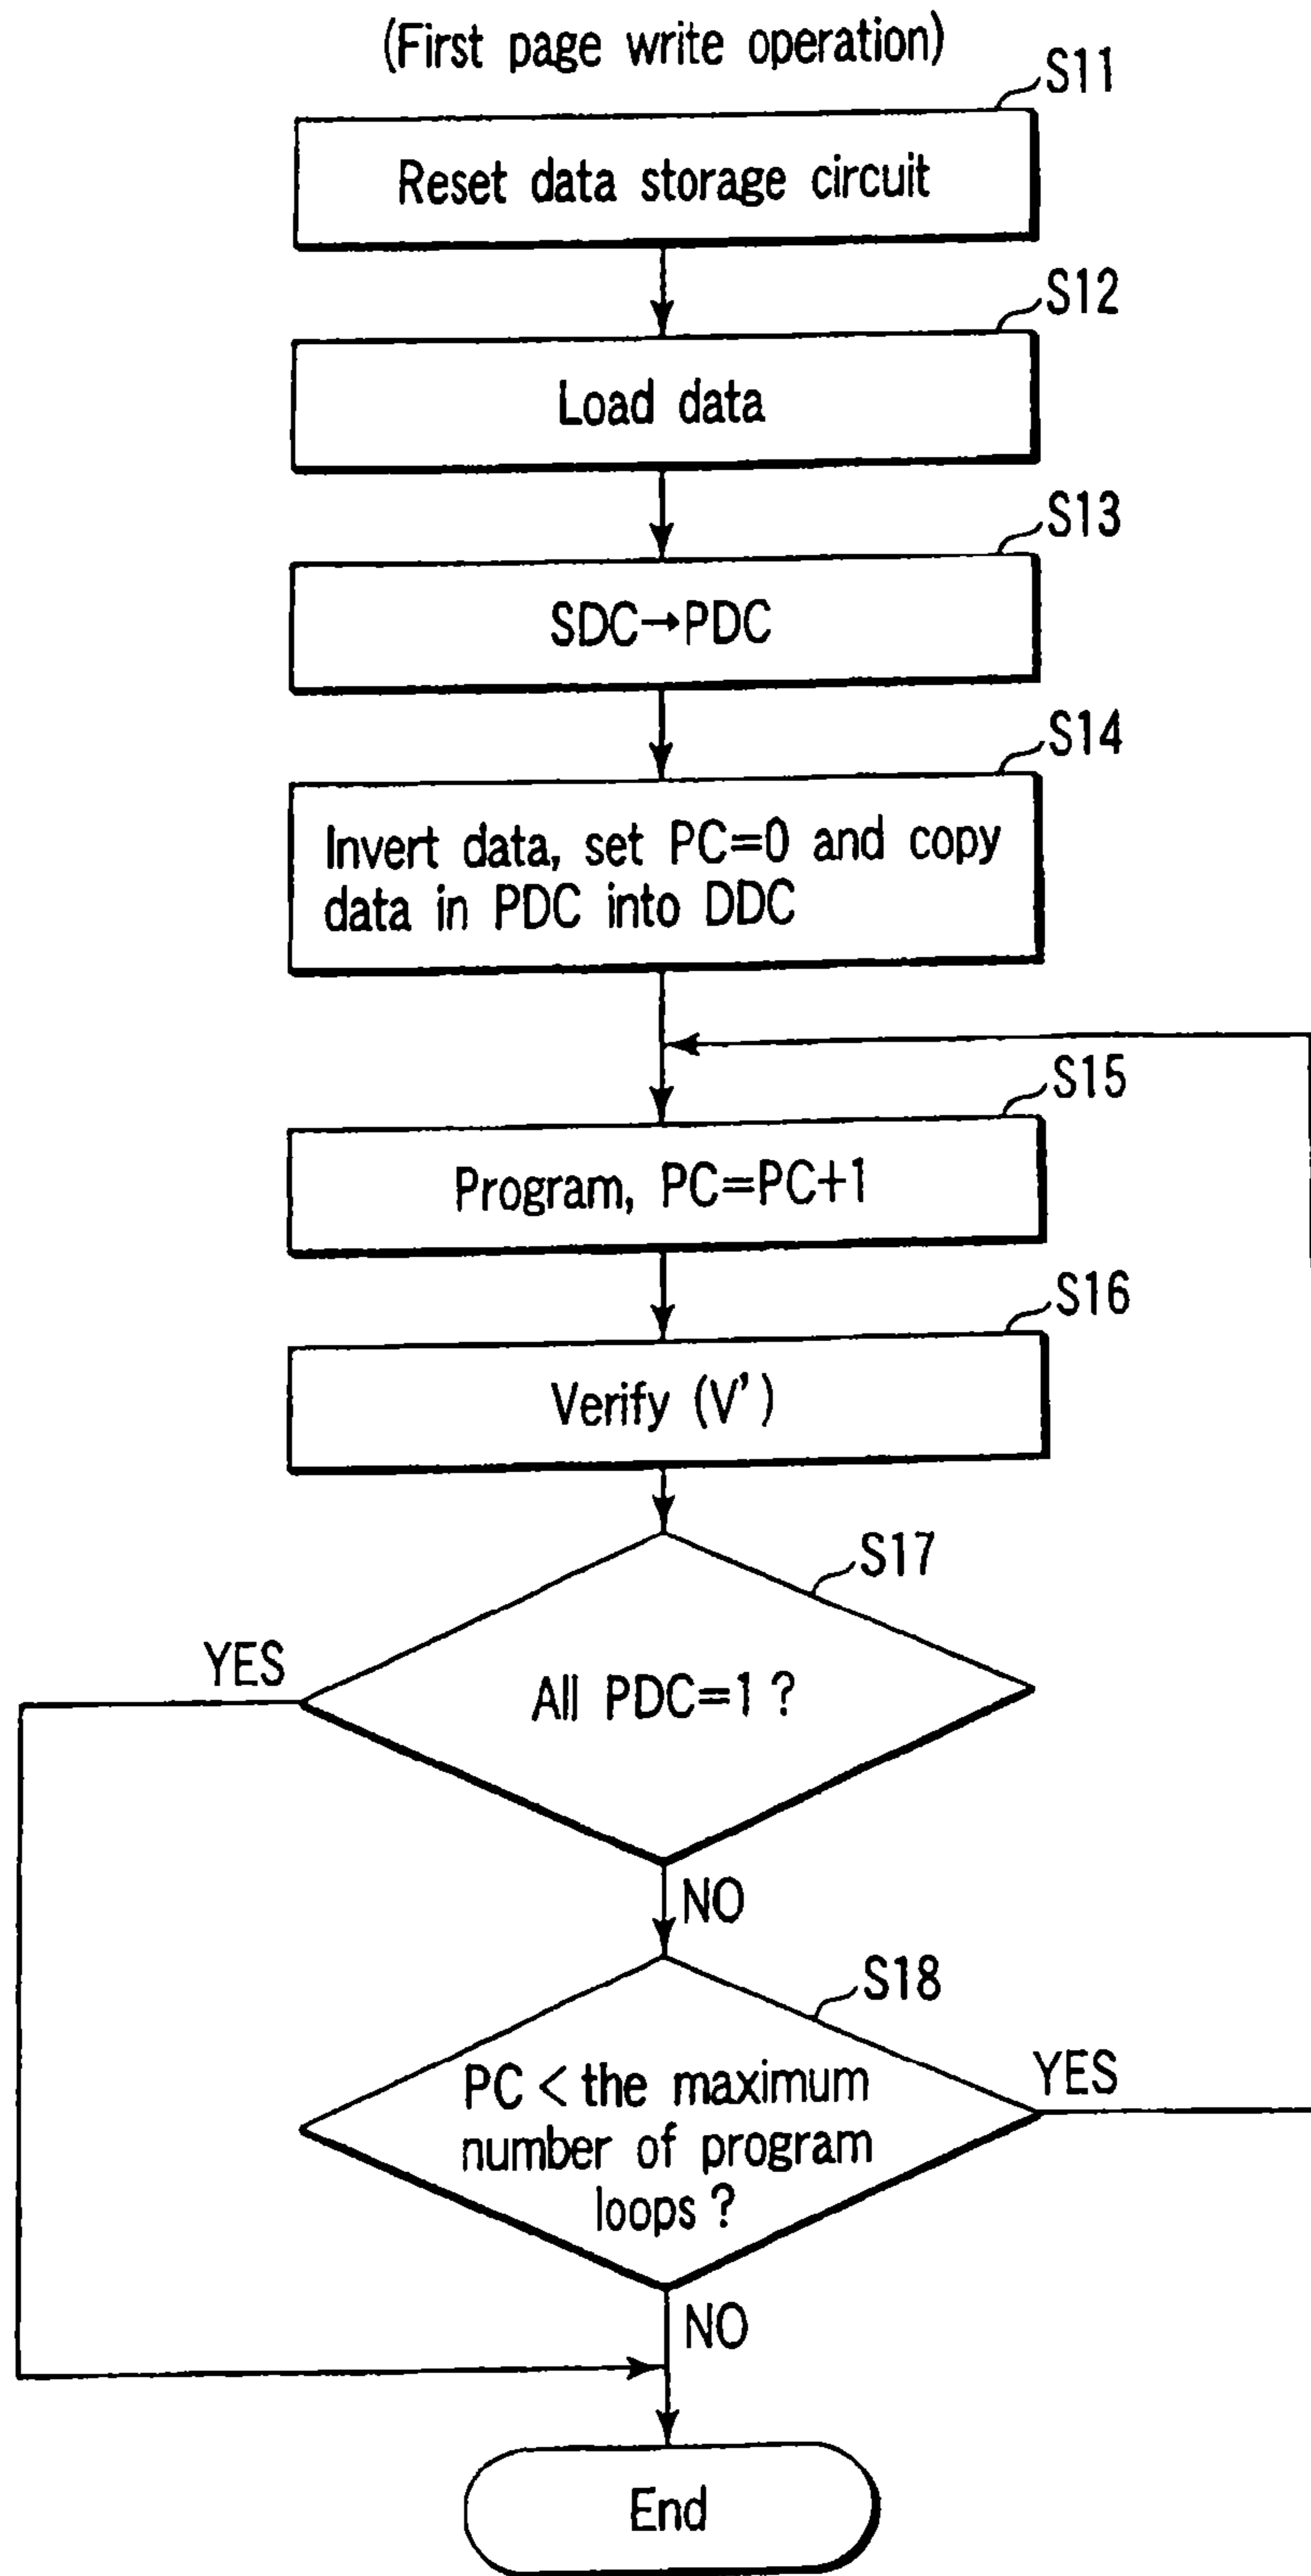 (First page write operation)
S11
Reset data storage circuit
S12
Load data
S13
SDC→PDC
S14
Invert data, set PC=0 and copy
data in PDC into DDC
S15
Program, PC=PC+1
S16
Verify (V')
S17
YES
All PDC=1 ?
NO
S18
PC < the maximum
number of program
loops ?
YES
NO
End